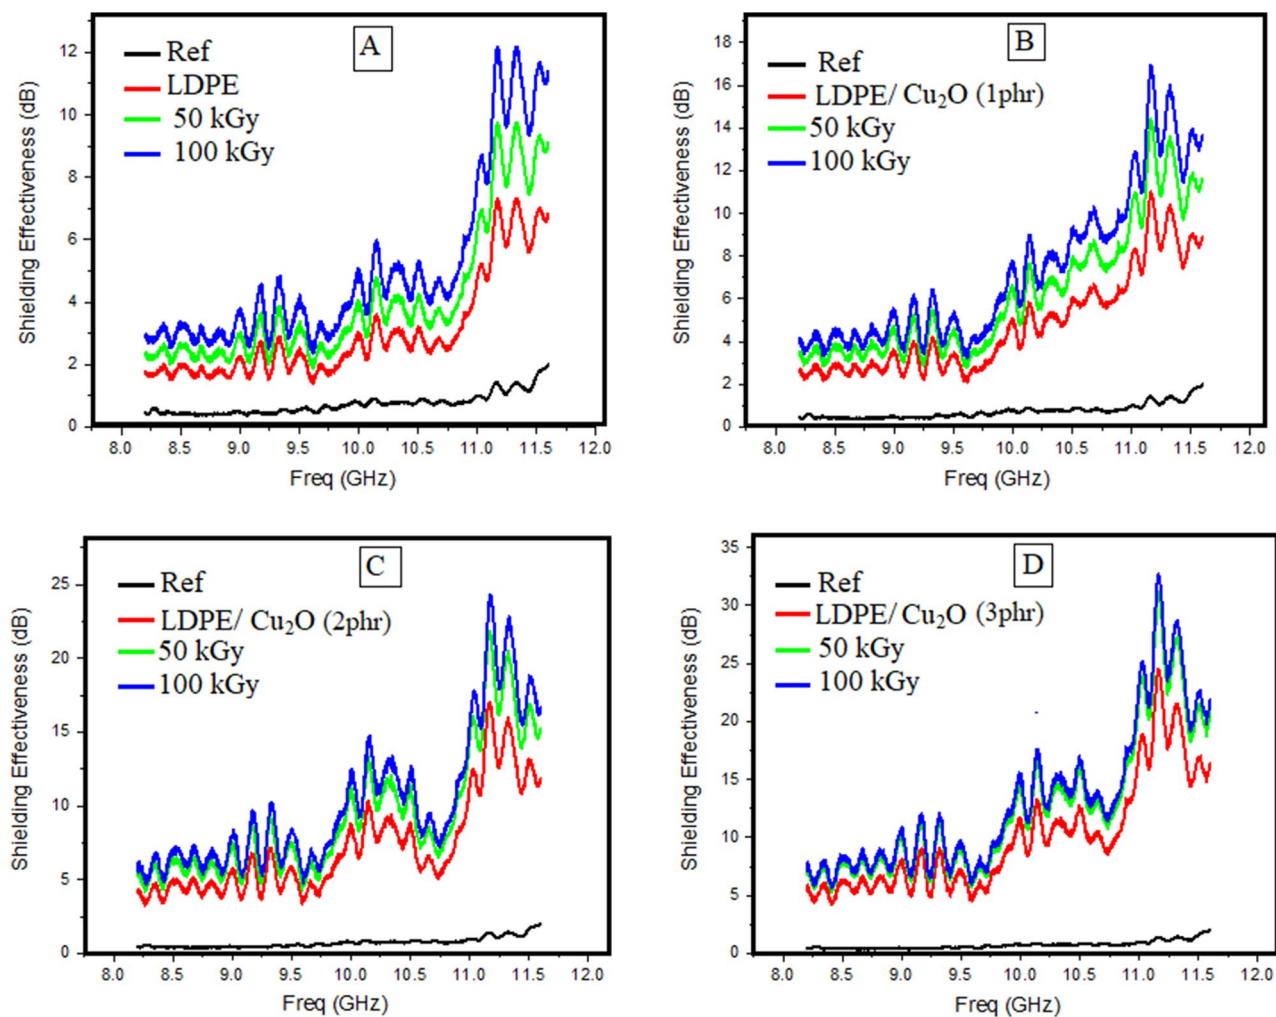 A
Ref
LDPE
50 kGy
100 kGy
Shielding Effectiveness (dB)
12
10
8
6
4
2
0
8.0 8.5 9.0 9.5 10.0 10.5 11.0 11.5 12.0
Freq (GHz)
B
Ref
LDPE/ Cu₂O (1phr)
50 kGy
100 kGy
Shielding Effectiveness (dB)
18
16
14
12
10
8
6
4
2
0
8.0 8.5 9.0 9.5 10.0 10.5 11.0 11.5 12.0
Freq (GHz)
C
Ref
LDPE/ Cu₂O (2phr)
50 kGy
100 kGy
Shielding Effectiveness (dB)
25
20
15
10
5
0
8.0 8.5 9.0 9.5 10.0 10.5 11.0 11.5 12.0
Freq (GHz)
D
Ref
LDPE/ Cu₂O (3phr)
50 kGy
100 kGy
Shielding Effectiveness (dB)
35
30
25
20
15
10
5
0
8.0 8.5 9.0 9.5 10.0 10.5 11.0 11.5 12.0
Freq (GHz)